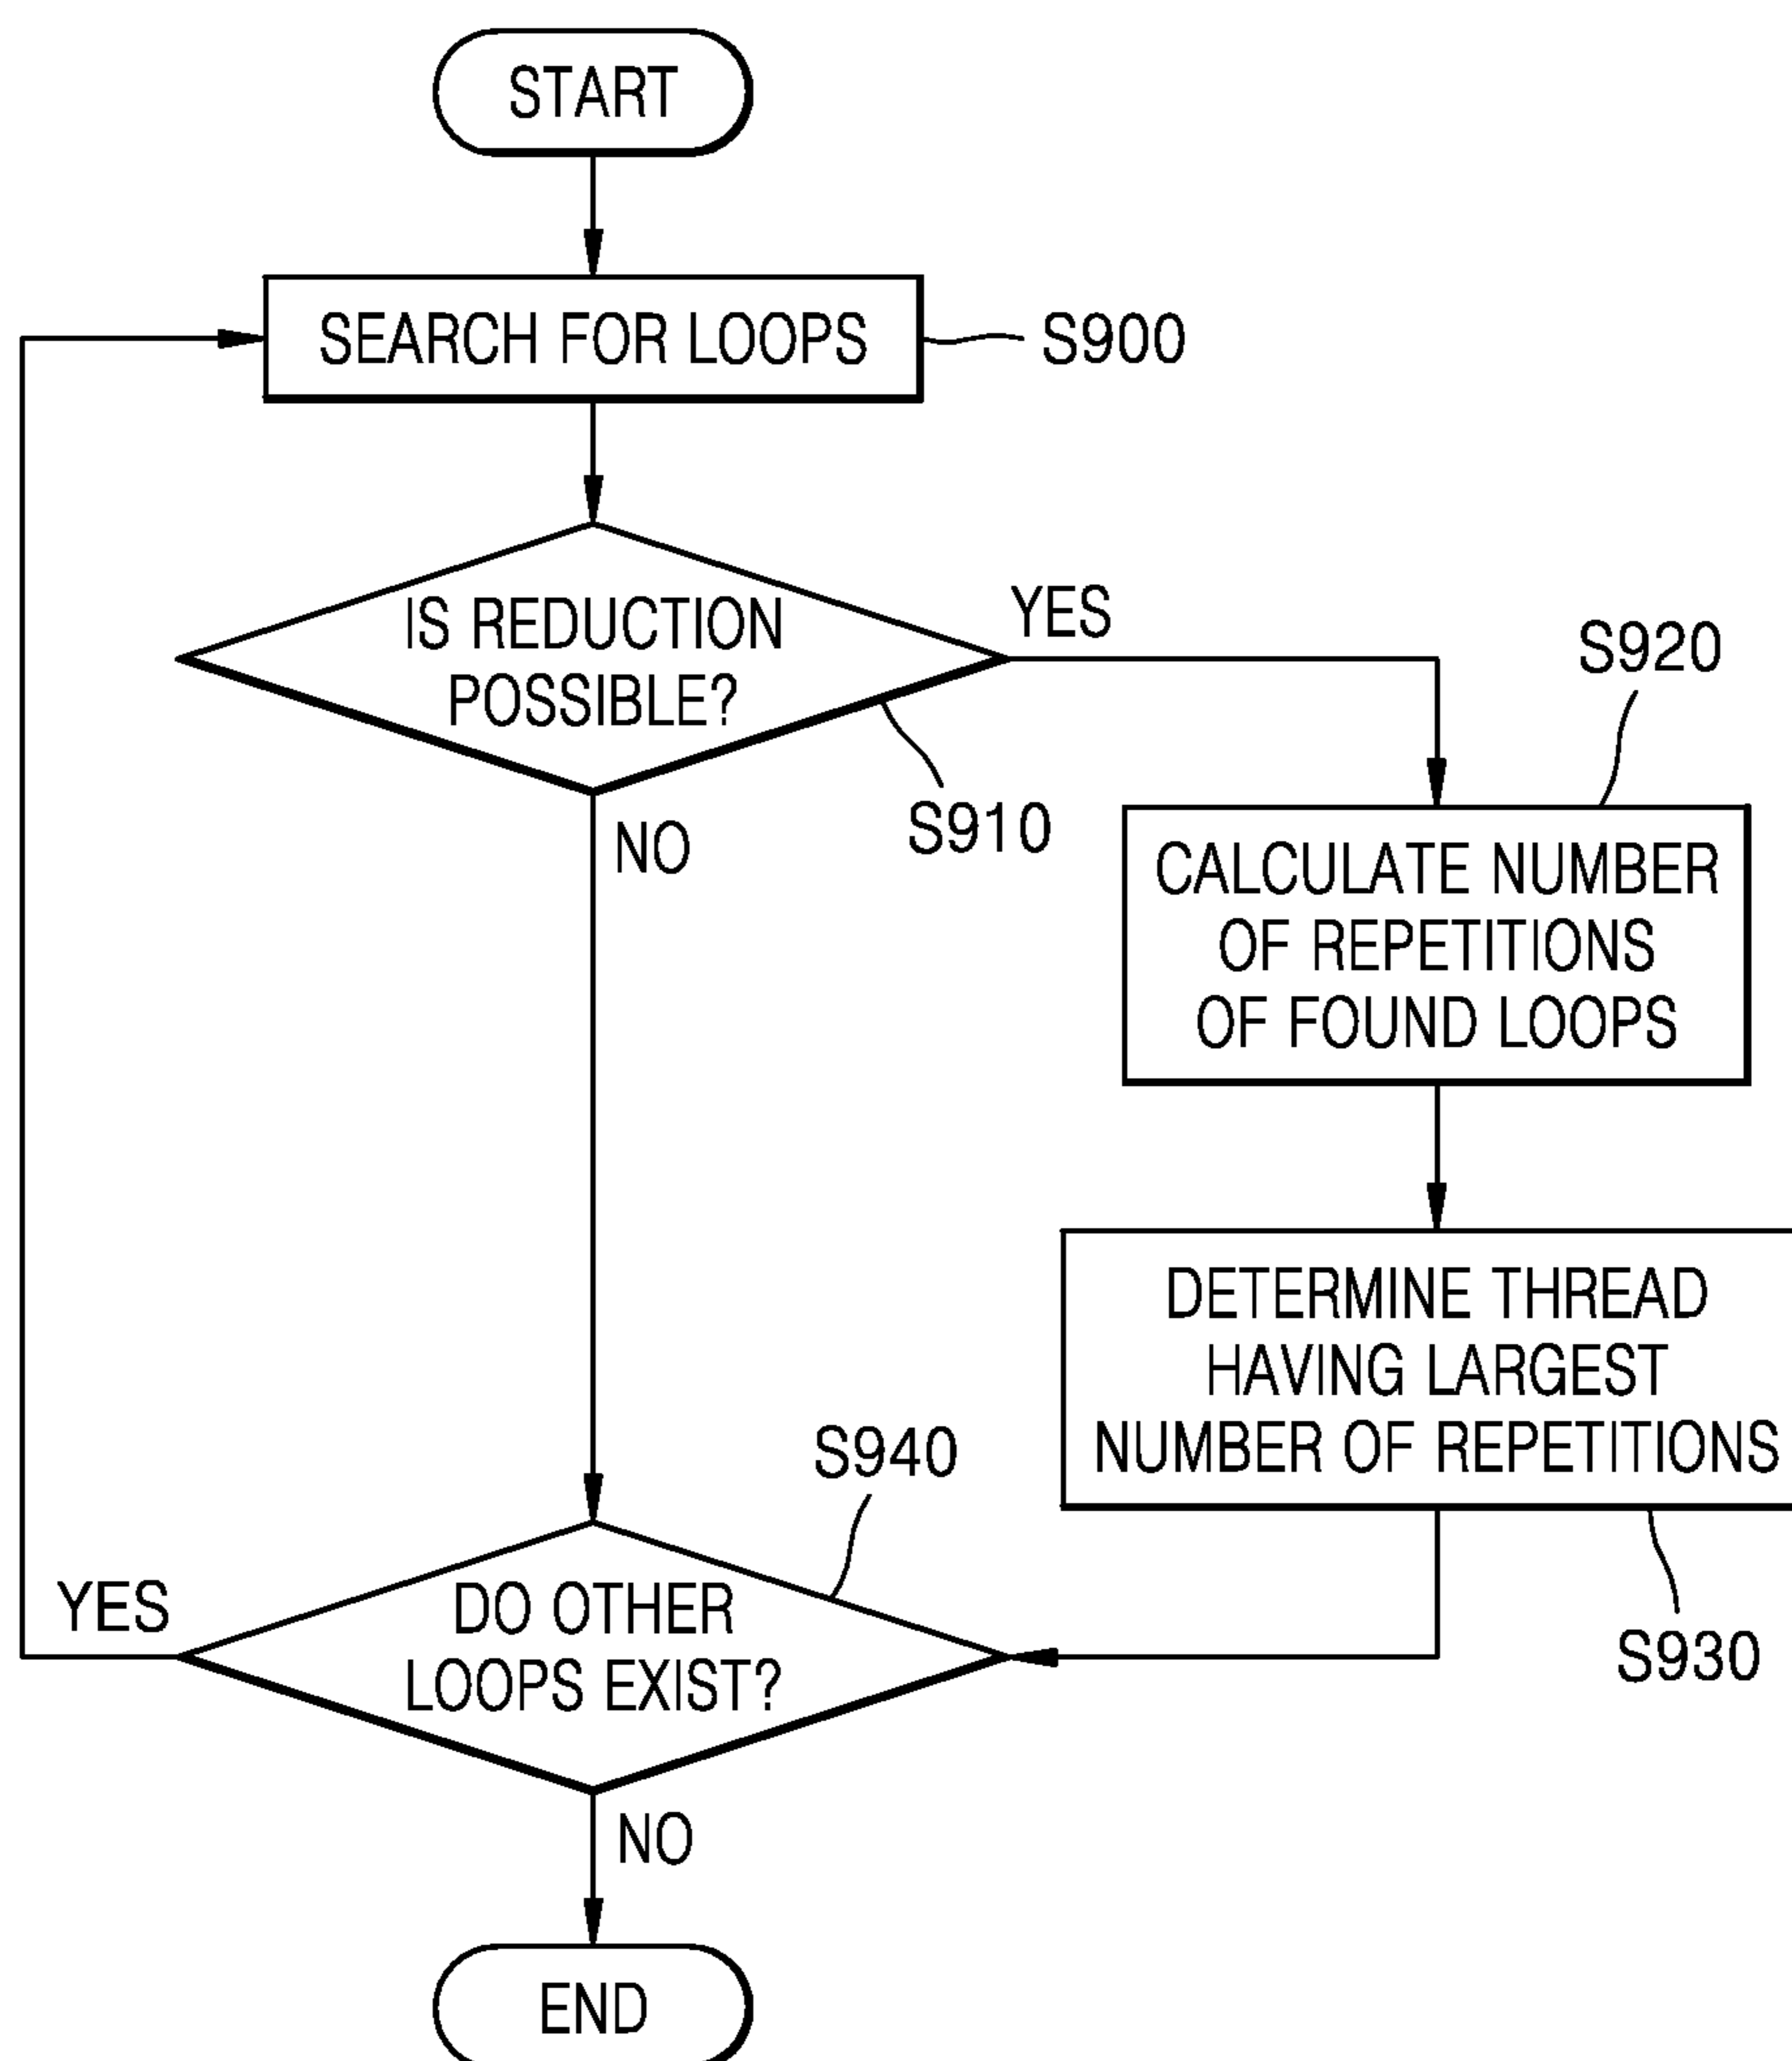 START
SEARCH FOR LOOPS
S900
IS REDUCTION
POSSIBLE?
YES
S910
NO
S920
CALCULATE NUMBER
OF REPETITIONS
OF FOUND LOOPS
DETERMINE THREAD
HAVING LARGEST
NUMBER OF REPETITIONS
S930
S940
DO OTHER
LOOPS EXIST?
YES
NO
END